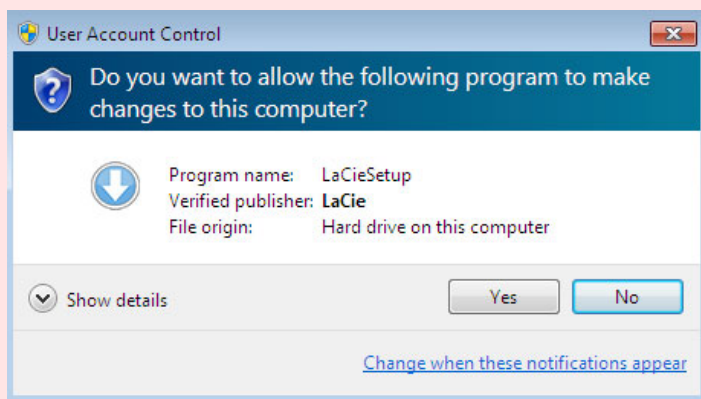 User Account Control
Do you want to allow the following program to make
changes to this computer?
Program name: LaCieSetup
Verified publisher: LaCie
File origin: Hard drive on this computer
Show details
Yes
No
Change when these notifications appear